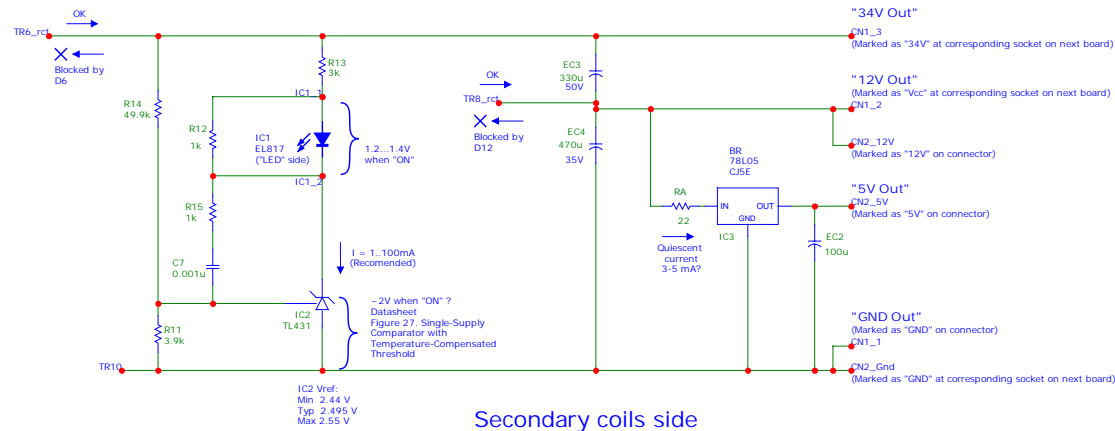 OK
TR6_rct
Blocked by
D6
R14
49.9k
R13
3k
IC1_1
R12
1k
IC1
EL817
("LED" side)
1.2...1.4V
when "ON"
IC1_2
R15
1k
C7
0.001u
I = 1..100mA
(Recomended)
R11
3.9k
IC2
TL431
~2V when "ON" ?
Datasheet
Figure 27. Single-Supply
Comparator with
Temperature-Compensated
Threshold
TR10
IC2 Vref:
Min 2.44 V
Typ 2.495 V
Max 2.55 V
EC3
330u
50V
OK
TR8_rct
Blocked by
D12
EC4
470u
35V
RA
22
Quiescent
current
3-5 mA?
BR
78L05
CJ5E
IN
OUT
GND
IC3
EC2
100u
"34V Out"
CN1_3
(Marked as "34V" at corresponding socket on next board)
"12V Out"
(Marked as "Vcc" at corresponding socket on next board)
CN1_2
CN2_12V
(Marked as "12V" on connector)
"5V Out"
CN2_5V
(Marked as "5V" on connector)
"GND Out"
(Marked as "GND" on connector)
CN1_1
CN2_Gnd
(Marked as "GND" at corresponding socket on next board)
Secondary coils side